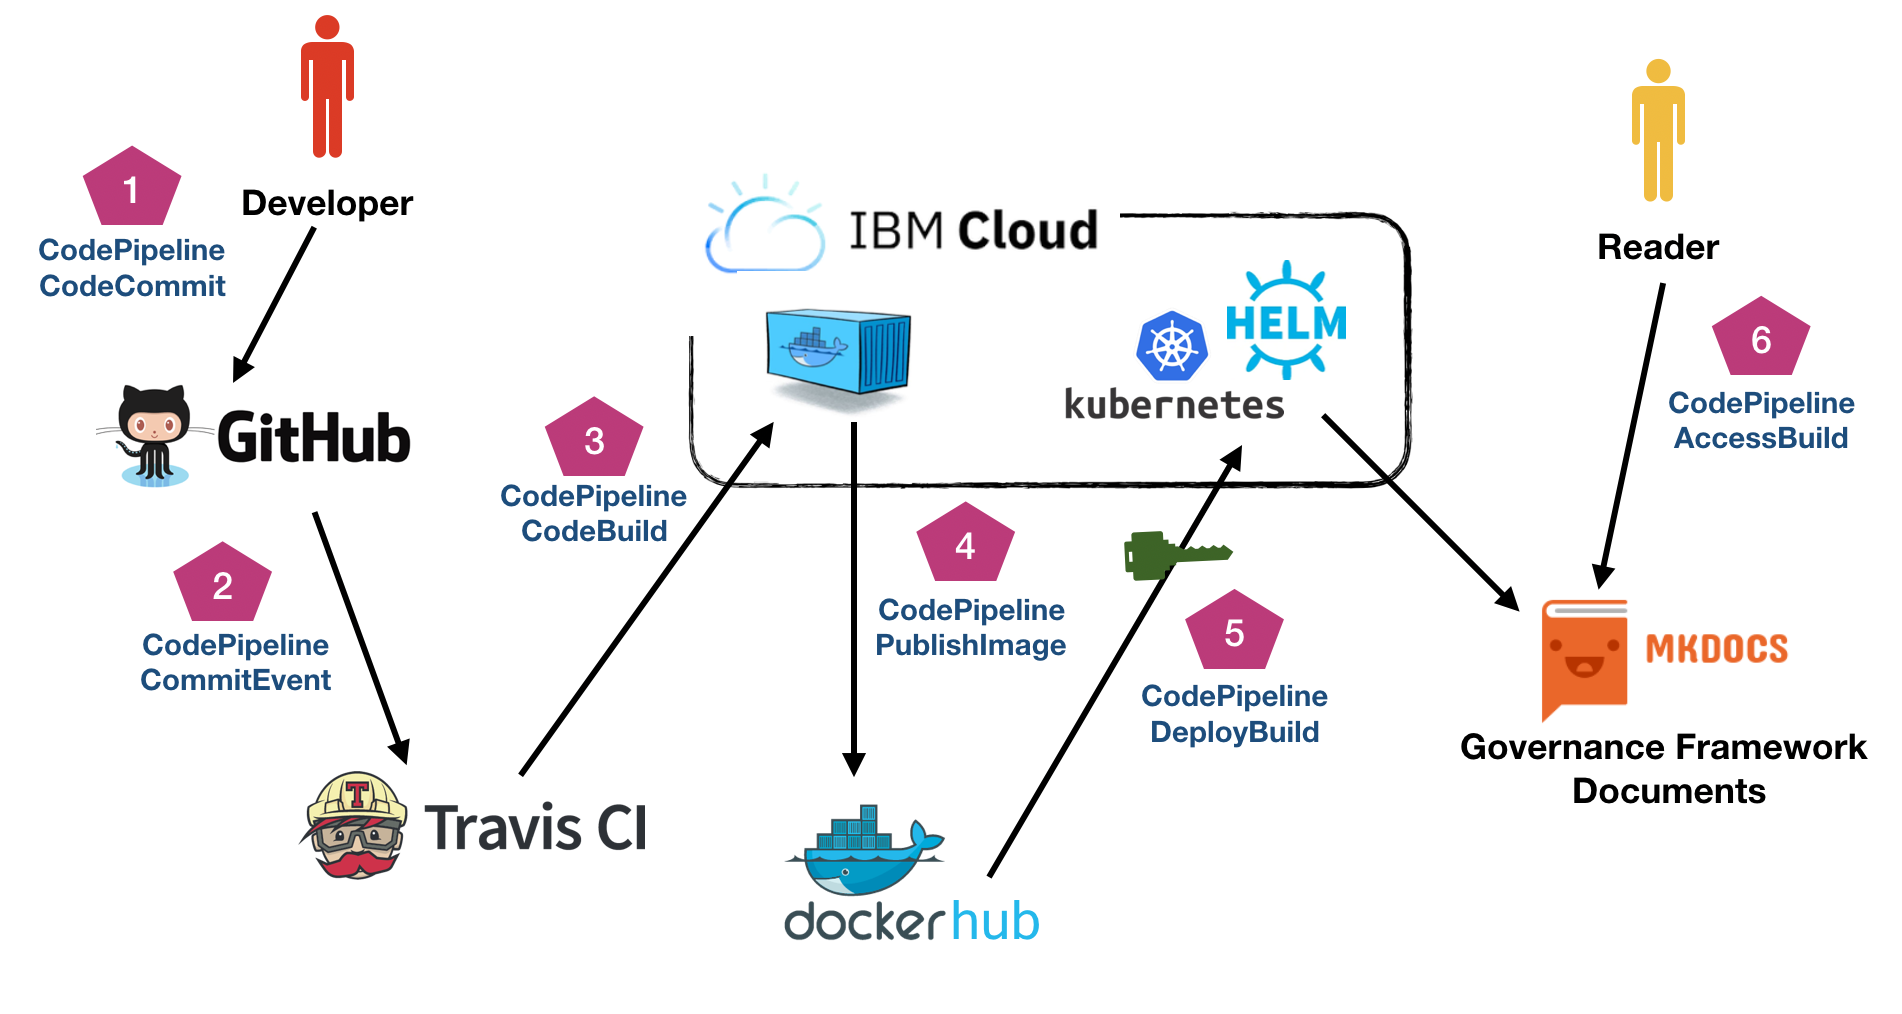 1
CodePipeline
CodeCommit
Developer
GitHub
2
CodePipeline
CommitEvent
T
Travis CI
3
CodePipeline
CodeBuild
IBM Cloud
HELM
kubernetes
4
CodePipeline
PublishImage
dockerhub
5
CodePipeline
DeployBuild
Reader
6
CodePipeline
AccessBuild
MKDOCS
Governance Framework
Documents